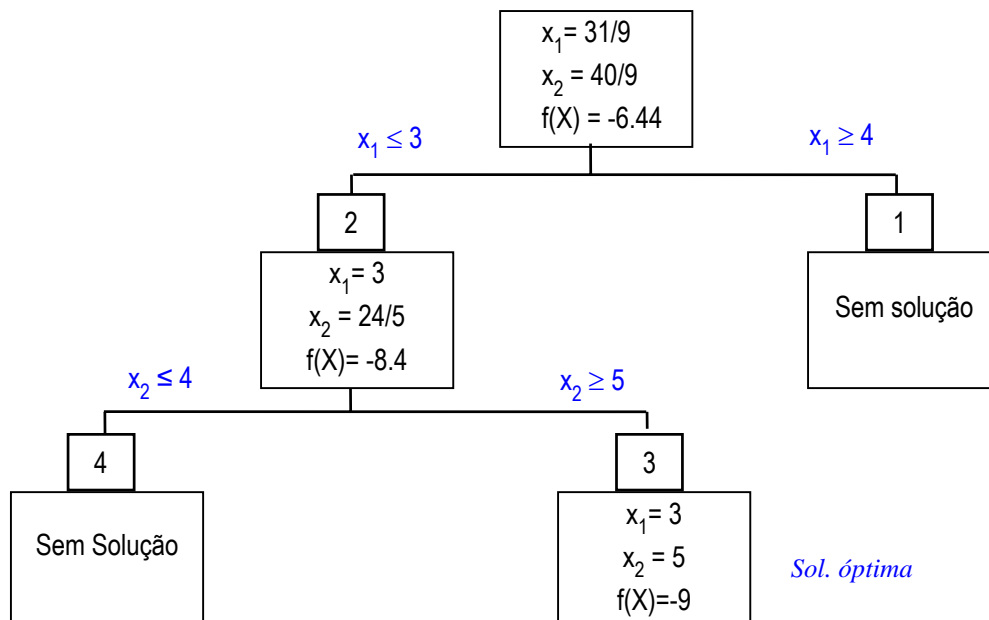 x₁= 31/9
x₂ = 40/9
f(X) = -6.44
x₁ ≤ 3
x₁ ≥ 4
2
1
x₁= 3
x₂ = 24/5
f(X)= -8.4
Sem solução
x₂ ≤ 4
x₂ ≥ 5
4
3
Sem Solução
x₁= 3
x₂ = 5
f(X)=-9
Sol. óptima